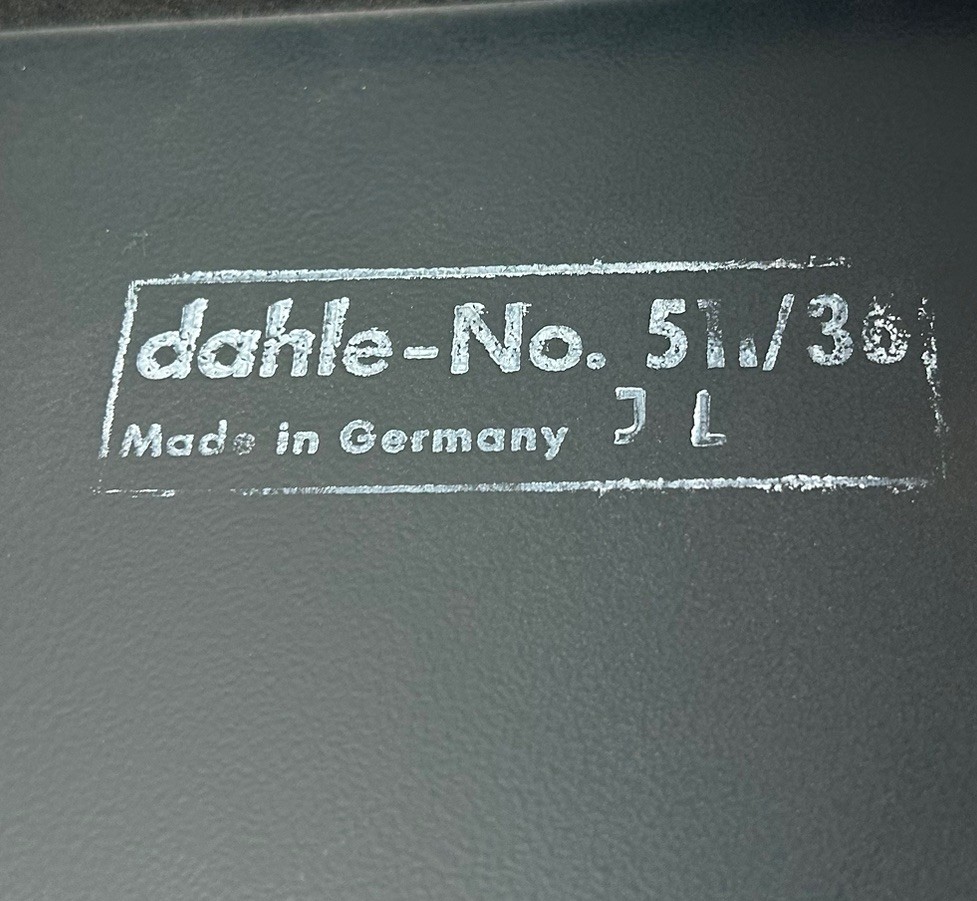 dahle-No. 511/36
Made in Germany J L